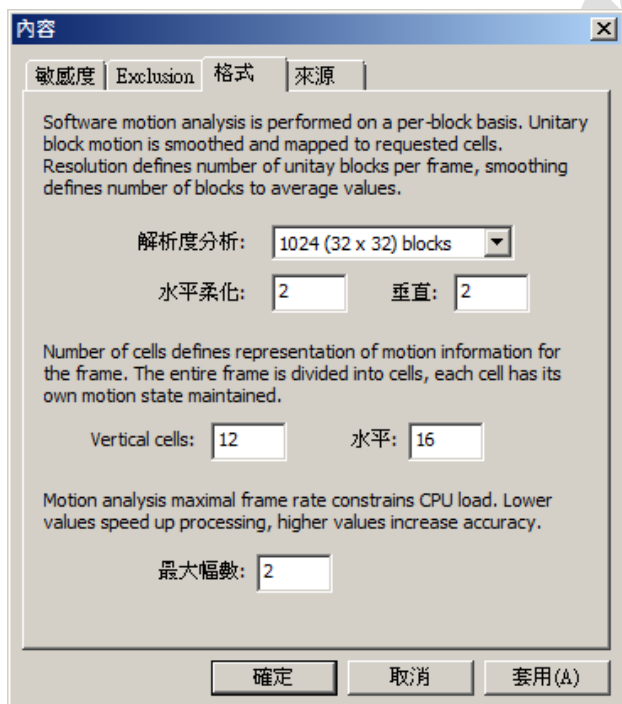 內容
敏感度 Exclusion 格式 來源
Software motion analysis is performed on a per-block basis. Unitary
block motion is smoothed and mapped to requested cells.
Resolution defines number of unitay blocks per frame, smoothing
defines number of blocks to average values.
解析度分析: 1024 (32 x 32) blocks
水平柔化: 2 垂直: 2
Number of cells defines representation of motion information for
the frame. The entire frame is divided into cells, each cell has its
own motion state maintained.
Vertical cells: 12 水平: 16
Motion analysis maximal frame rate constrains CPU load. Lower
values speed up processing, higher values increase accuracy.
最大幅數: 2
確定 取消 套用(A)